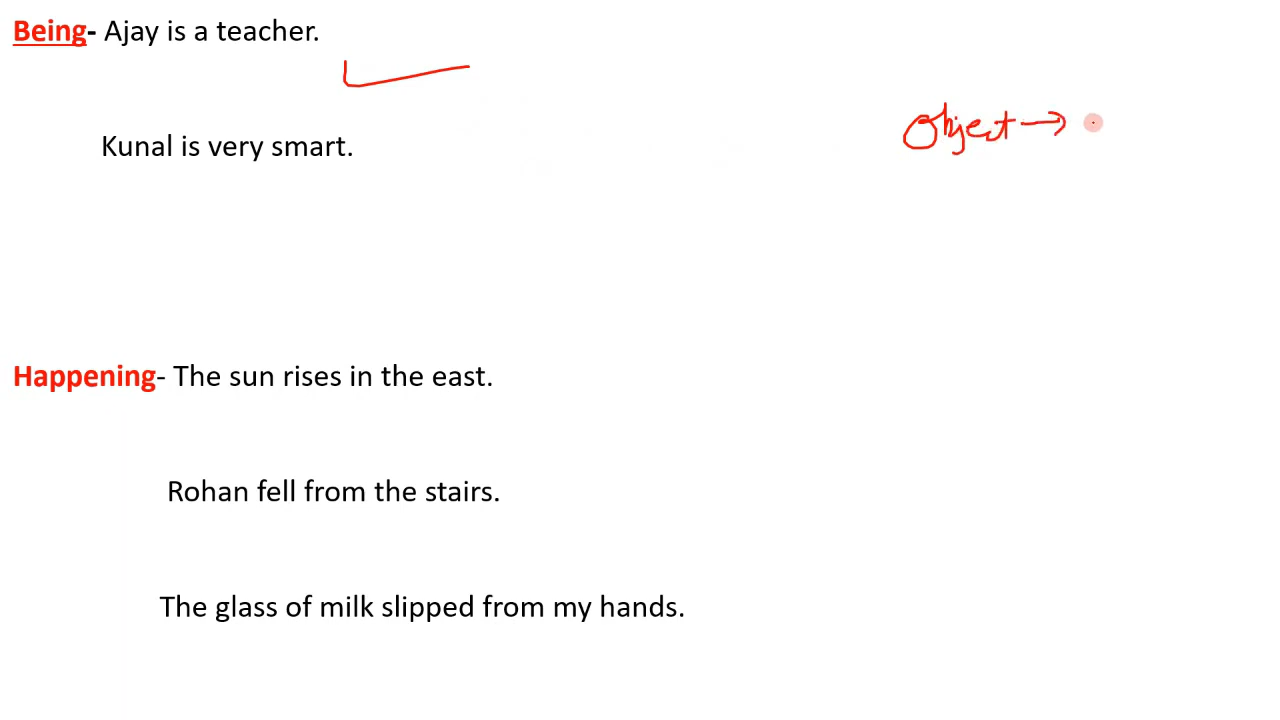 Being- Ajay is a teacher.
Object →
Kunal is very smart.
Happening- The sun rises in the east.
Rohan fell from the stairs.
The glass of milk slipped from my hands.